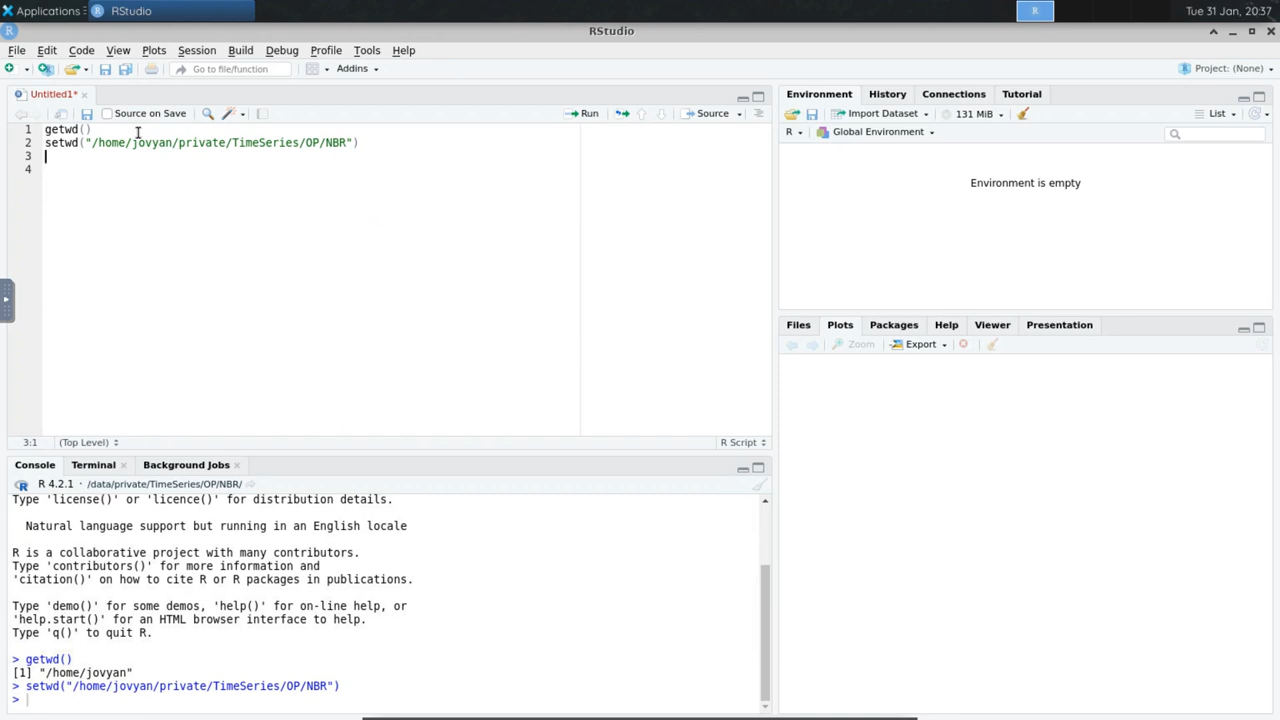 Applications
RStudio
Tue 31 Jan, 20:37
RStudio
File Edit Code View Plots Session Build Debug Profile Tools Help
Go to file/function
Addins
Project: (None)
Untitled1*
Source on Save
Run
Source
1 getwd()
2 setwd("/home/jovyan/private/TimeSeries/OP/NBR")
3
4
3:1 (Top Level)
R Script
Console Terminal Background Jobs
R 4.2.1 · /data/private/TimeSeries/OP/NBR/
Type 'license()' or 'licence()' for distribution details.
Natural language support but running in an English locale
R is a collaborative project with many contributors.
Type 'contributors()' for more information and
'citation()' on how to cite R or R packages in publications.
Type 'demo()' for some demos, 'help()' for on-line help, or
'help.start()' for an HTML browser interface to help.
Type 'q()' to quit R.
> getwd()
[1] "/home/jovyan"
> setwd("/home/jovyan/private/TimeSeries/OP/NBR")
>
Environment History Connections Tutorial
Import Dataset
131 MiB
List
R
Global Environment
Environment is empty
Files Plots Packages Help Viewer Presentation
Zoom
Export